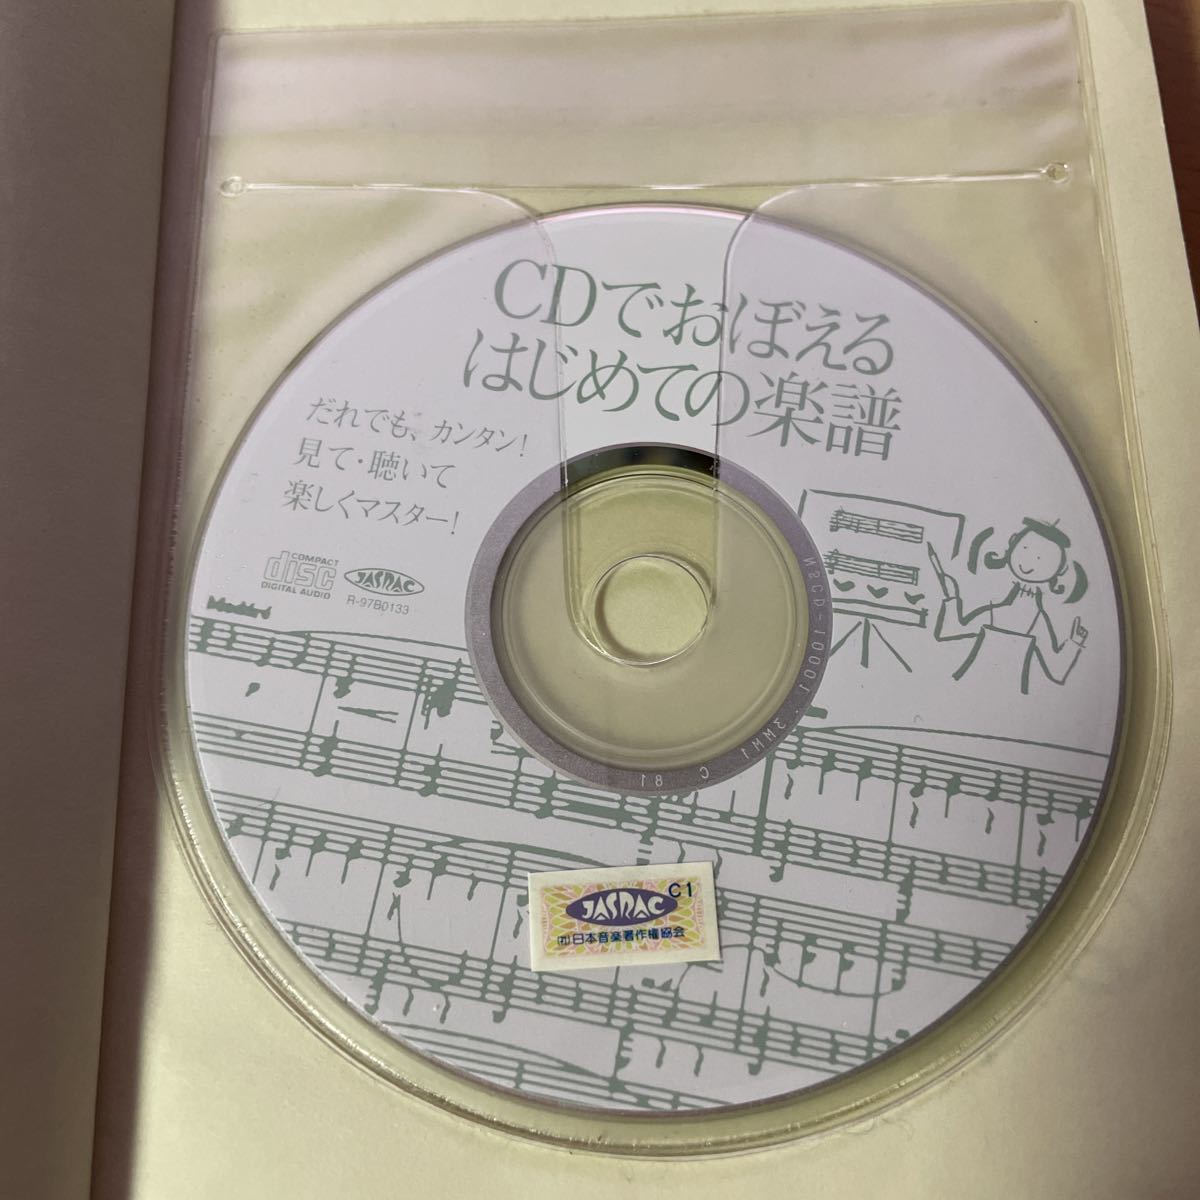 CDでおぼえる
はじめての楽譜
だれでも、カンタン!
見て・聴いて
楽しくマスター!
COMPACT
disc
DIGITAL AUDIO
JASRAC
R-97B0133
C1
JASRAC
(社)日本音楽著作権協会